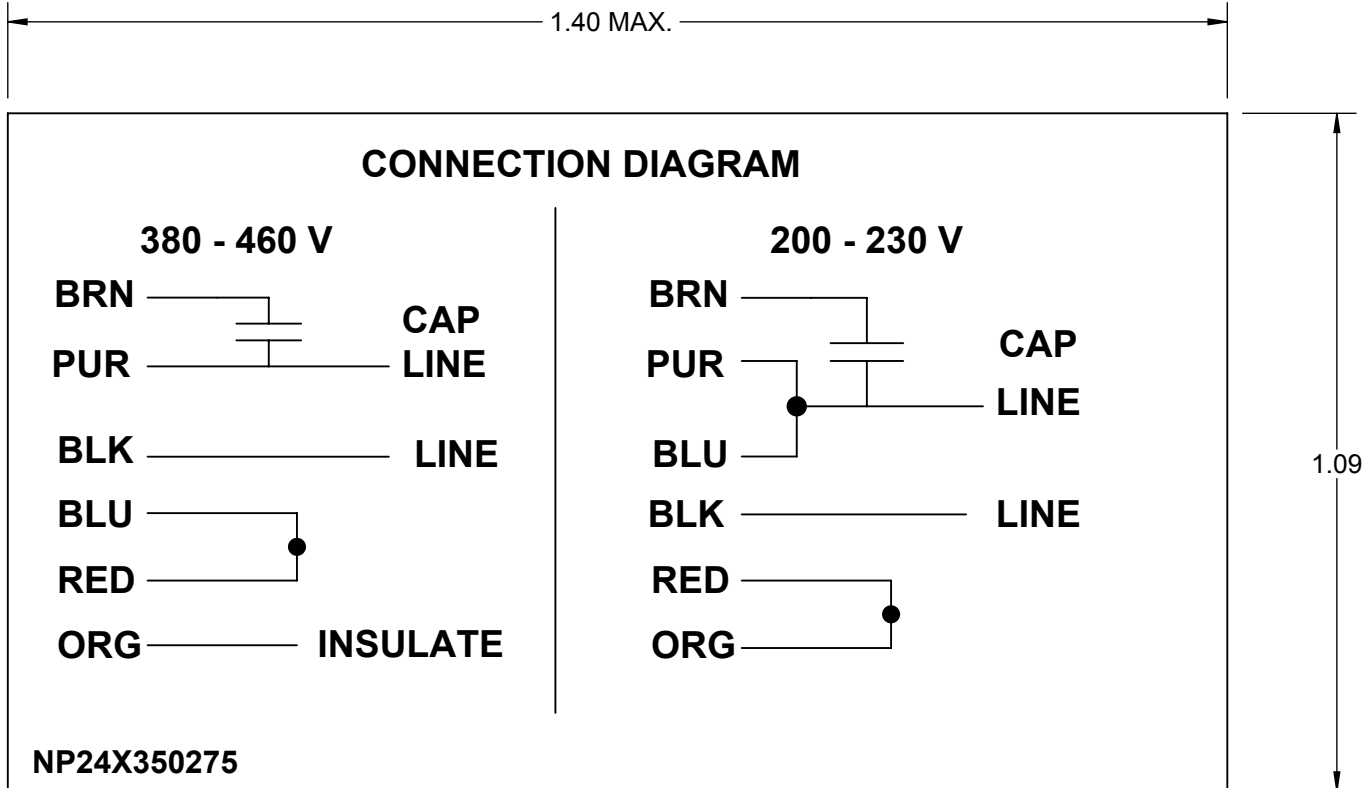 1.40 MAX.
CONNECTION DIAGRAM
380 - 460 V
BRN
CAP
PUR LINE
BLK LINE
BLU
RED
ORG INSULATE
200 - 230 V
BRN
CAP
PUR
LINE
BLU
BLK LINE
RED
ORG
1.09
NP24X350275